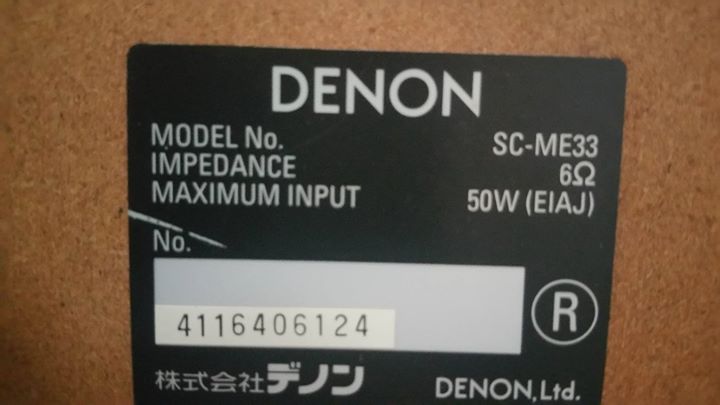 DENON
MODEL No. SC-ME33
IMPEDANCE 6Ω
MAXIMUM INPUT 50W (EIAJ)
No.
4116406124
R
株式会社デノン DENON, Ltd.